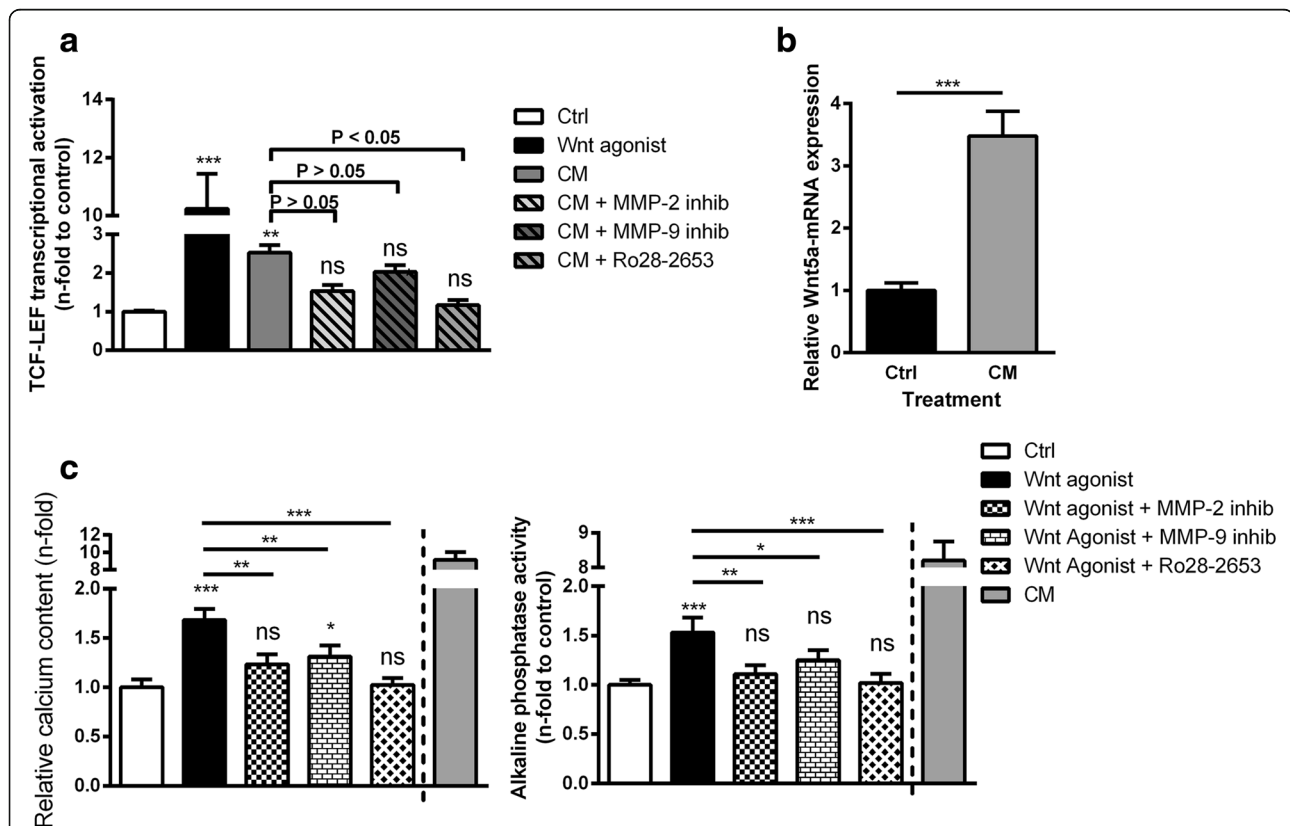 a
TCF-LEF transcriptional activation
(n-fold to control)
14
12
10
3
2
1
0
***
**
ns
ns
ns
P < 0.05
P > 0.05
P > 0.05
Ctrl
Wnt agonist
CM
CM + MMP-2 inhib
CM + MMP-9 inhib
CM + Ro28-2653
b
Relative Wnt5a-mRNA expression
4
3
2
1
0
***
Ctrl CM
Treatment
c
Relative calcium content (n-fold)
12
10
8
2.0
1.5
1.0
0.5
0.0
***
**
**
***
ns
*
ns
Alkaline phosphatase activity
(n-fold to control)
9
8
2.0
1.5
1.0
0.5
0.0
***
*
**
***
ns
ns
ns
Ctrl
Wnt agonist
Wnt agonist + MMP-2 inhib
Wnt Agonist + MMP-9 inhib
Wnt Agonist + Ro28-2653
CM